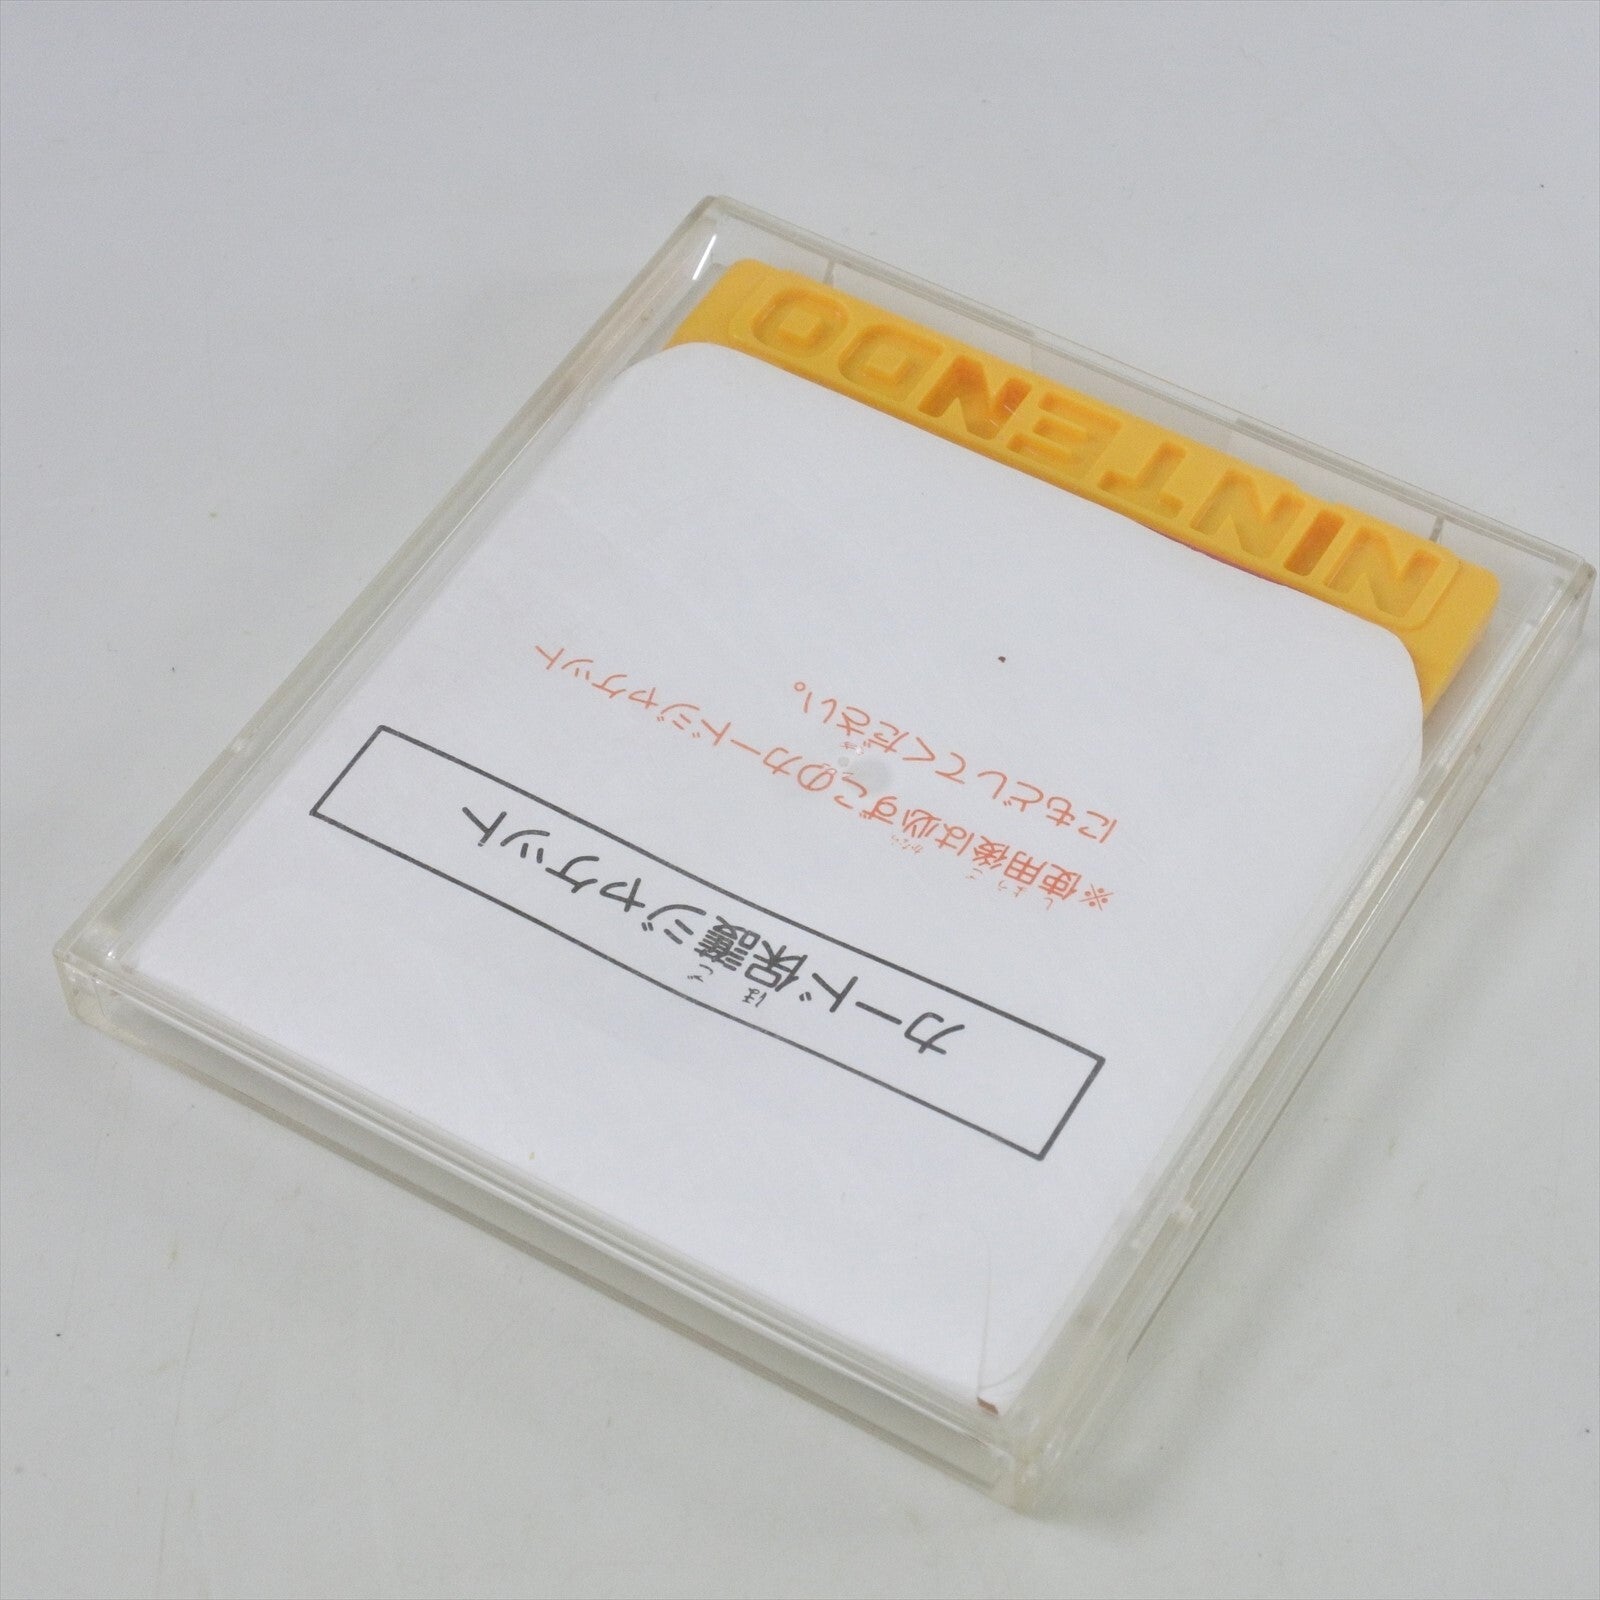 カード保護ジャケット
※使用後は必ずこのカードジャケット
にもどしてください。
NINTENDO